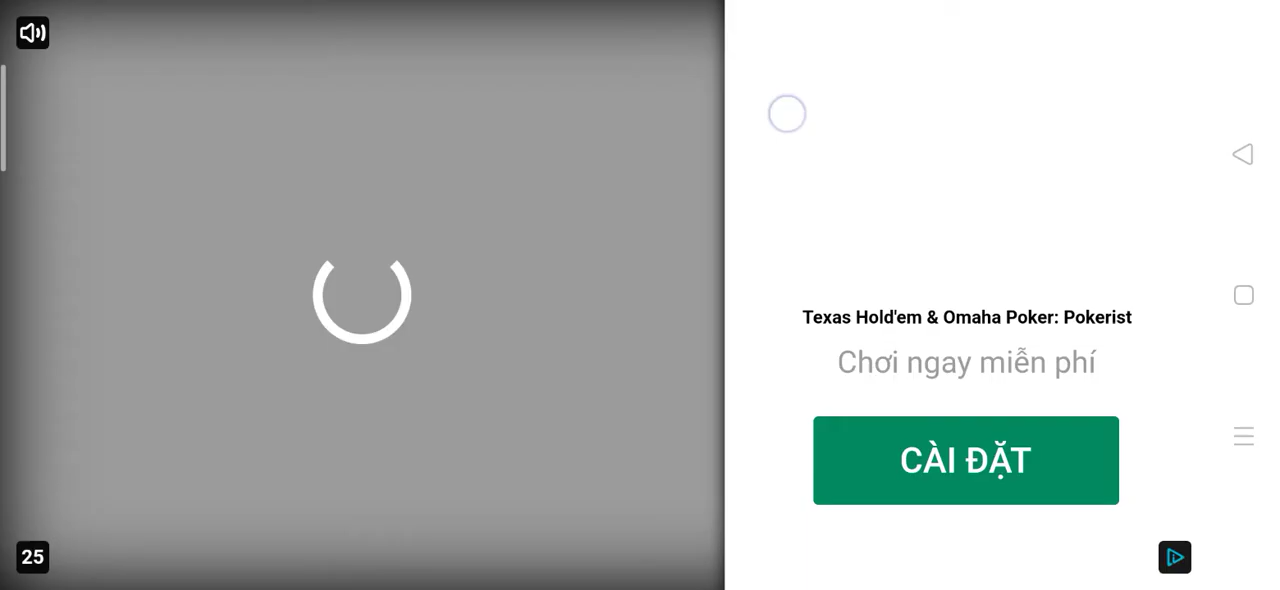 Texas Hold'em & Omaha Poker: Pokerist
Chơi ngay miễn phí
CÀI ĐẶT
25